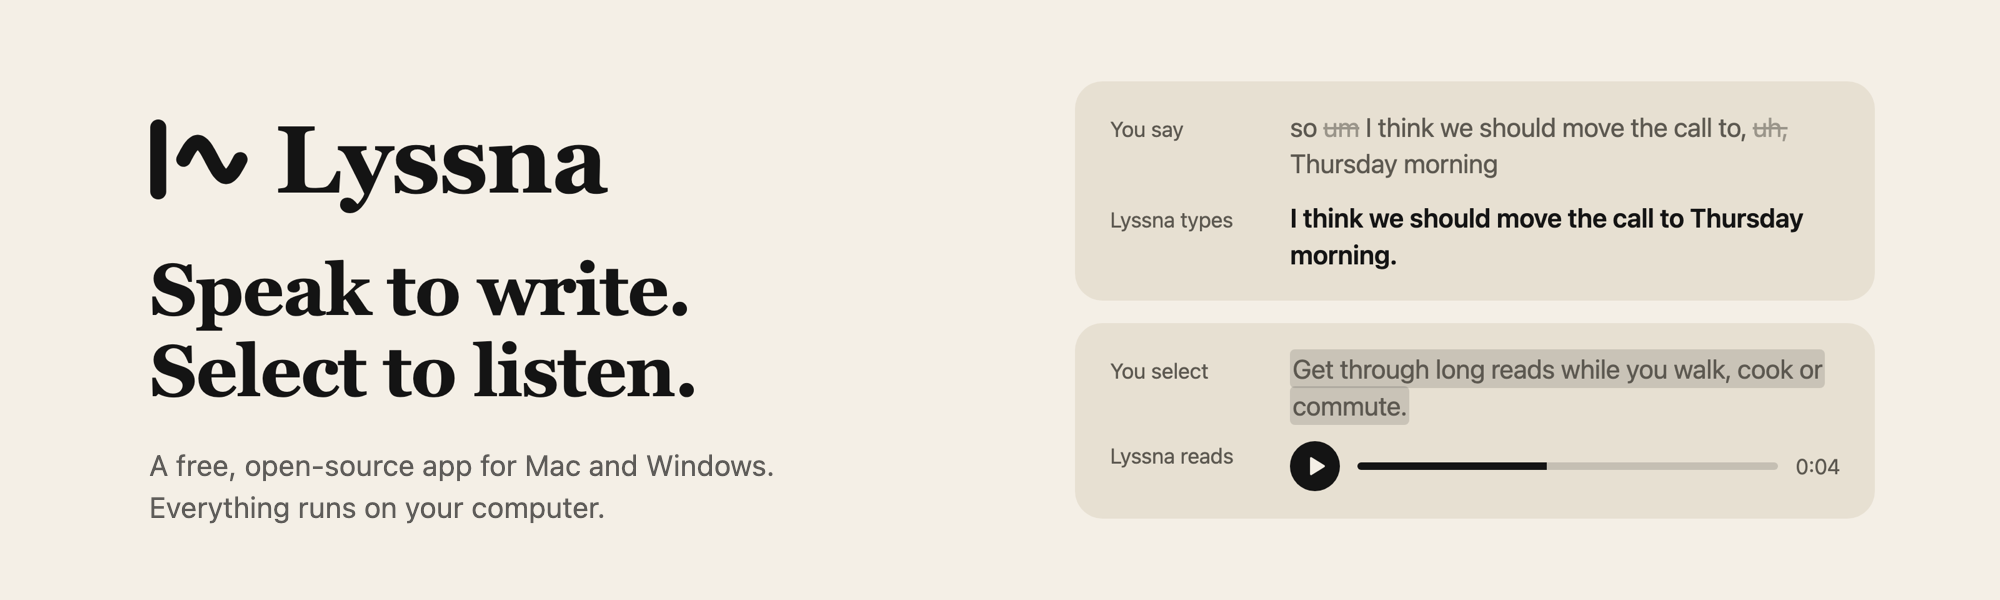 Lyssna
Speak to write.
Select to listen.
A free, open-source app for Mac and Windows.
Everything runs on your computer.
You say
so um I think we should move the call to, uh,
Thursday morning
Lyssna types
I think we should move the call to Thursday
morning.
You select
Get through long reads while you walk, cook or
commute.
Lyssna reads
0:04